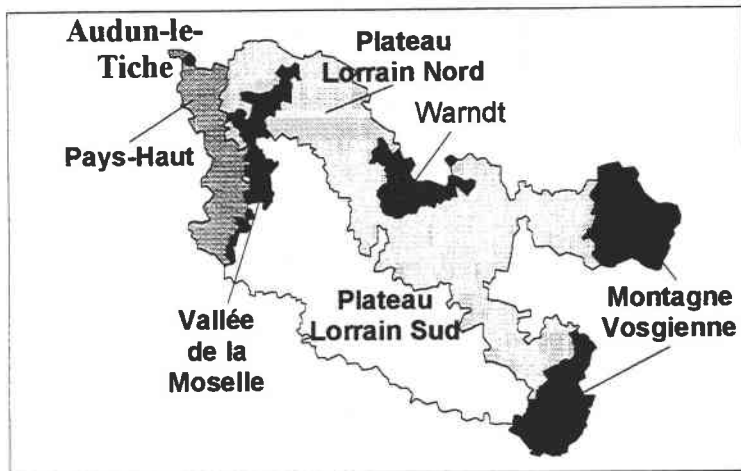 Audun-le-
Tiche
Plateau
Lorrain Nord
Warndt
Pays-Haut
Plateau
Lorrain Sud
Vallée
de la
Moselle
Montagne
Vosgienne